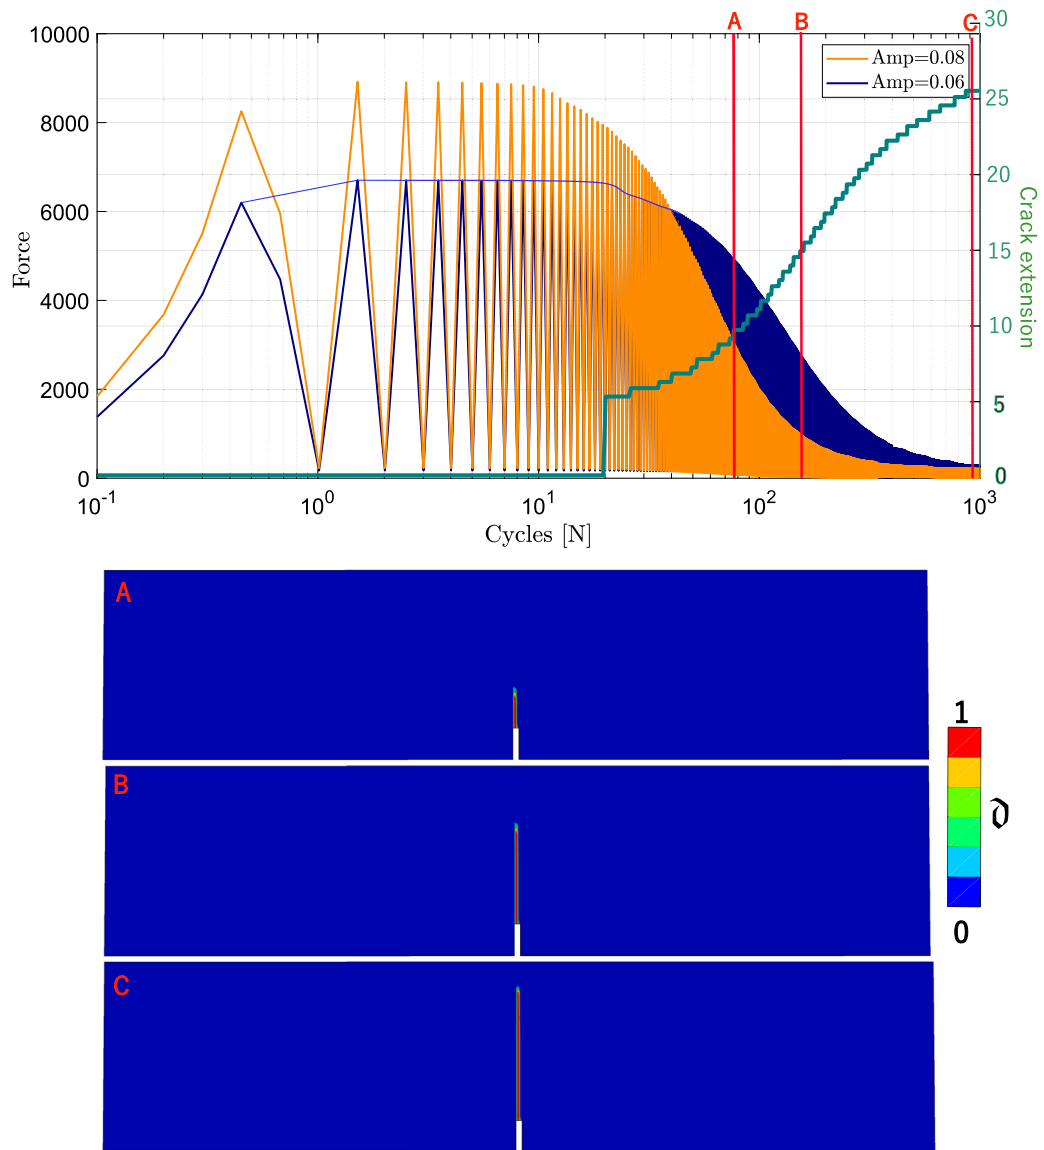 A B C
30
10000
Amp=0.08
Amp=0.06
25
8000
20
6000
Force
15
Crack extension
4000
10
2000
5
0
0
10^-1 10^0 10^1 10^2 10^3
Cycles [N]
A
1
B
𝔡
0
C